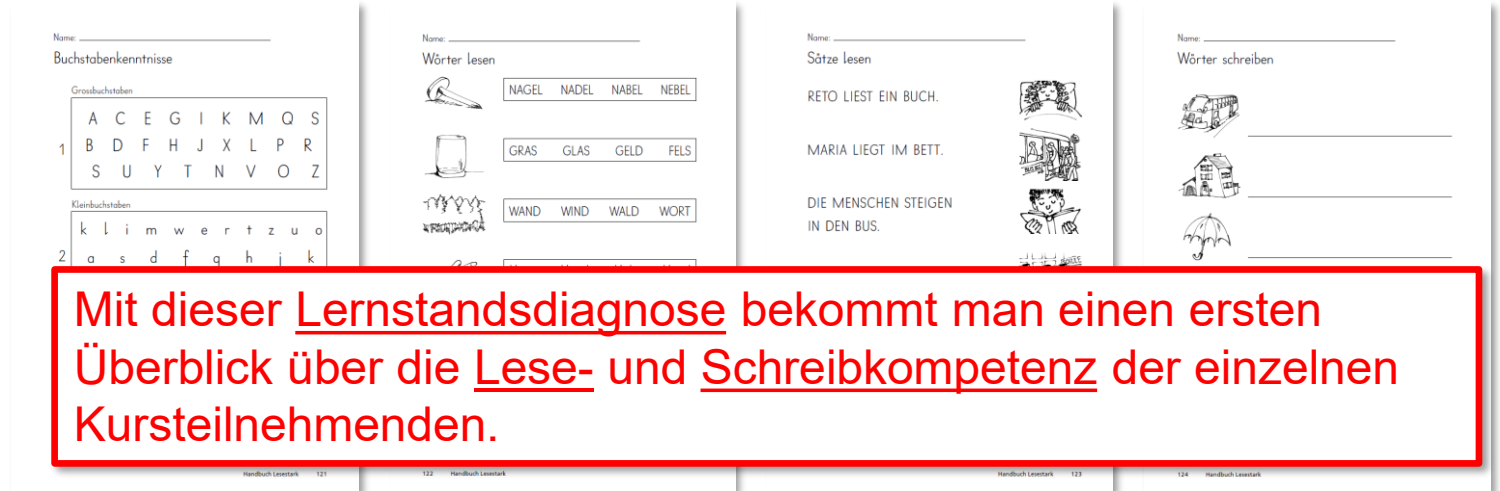 Name:
Buchstabenkenntnisse
Grossbuchstaben
A C E G I K M Q S
1 B D F H J X L P R
S U Y T N V O Z
Kleinbuchstaben
k l i m w e r t z u o
2 a s d f q h j k
Handbuch Lesestark 121
Name:
Wörter lesen
NAGEL NADEL NABEL NEBEL
GRAS GLAS GELD FELS
WAND WIND WALD WORT
122 Handbuch Lesestark
Name:
Sätze lesen
RETO LIEST EIN BUCH.
MARIA LIEGT IM BETT.
DIE MENSCHEN STEIGEN
IN DEN BUS.
Handbuch Lesestark 123
Name:
Wörter schreiben
124 Handbuch Lesestark
Mit dieser Lernstandsdiagnose bekommt man einen ersten
Überblick über die Lese- und Schreibkompetenz der einzelnen
Kursteilnehmenden.